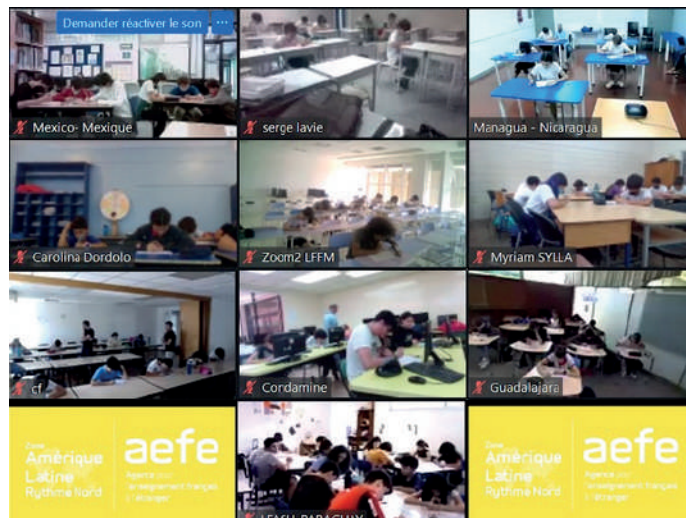 Demander réactiver le son ...
Mexico- Mexique
serge lavie
Managua - Nicaragua
Carolina Dordolo
Zoom2 LFFM
Myriam SYLLA
cf
Condamine
Guadalajara
Zone
Amérique
Latine
Rythme Nord
aefe
Agence pour
l'enseignement français
à l'étranger
PARAGUAY
Zone
Amérique
Latine
Rythme Nord
aefe
Agence pour
l'enseignement français
à l'étranger